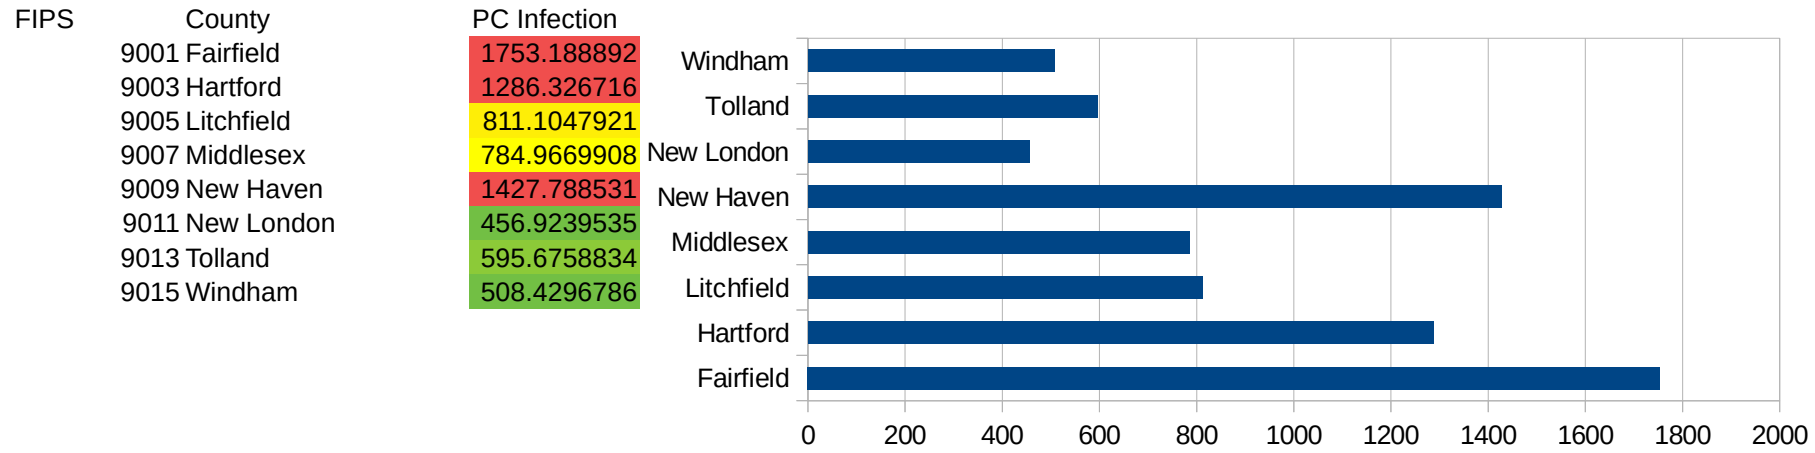 FIPS County PC Infection
9001 Fairfield 1753.188892
9003 Hartford 1286.326716
9005 Litchfield 811.1047921
9007 Middlesex 784.9669908
9009 New Haven 1427.788531
9011 New London 456.9239535
9013 Tolland 595.6758834
9015 Windham 508.4296786
Windham
Tolland
New London
New Haven
Middlesex
Litchfield
Hartford
Fairfield
0 200 400 600 800 1000 1200 1400 1600 1800 2000